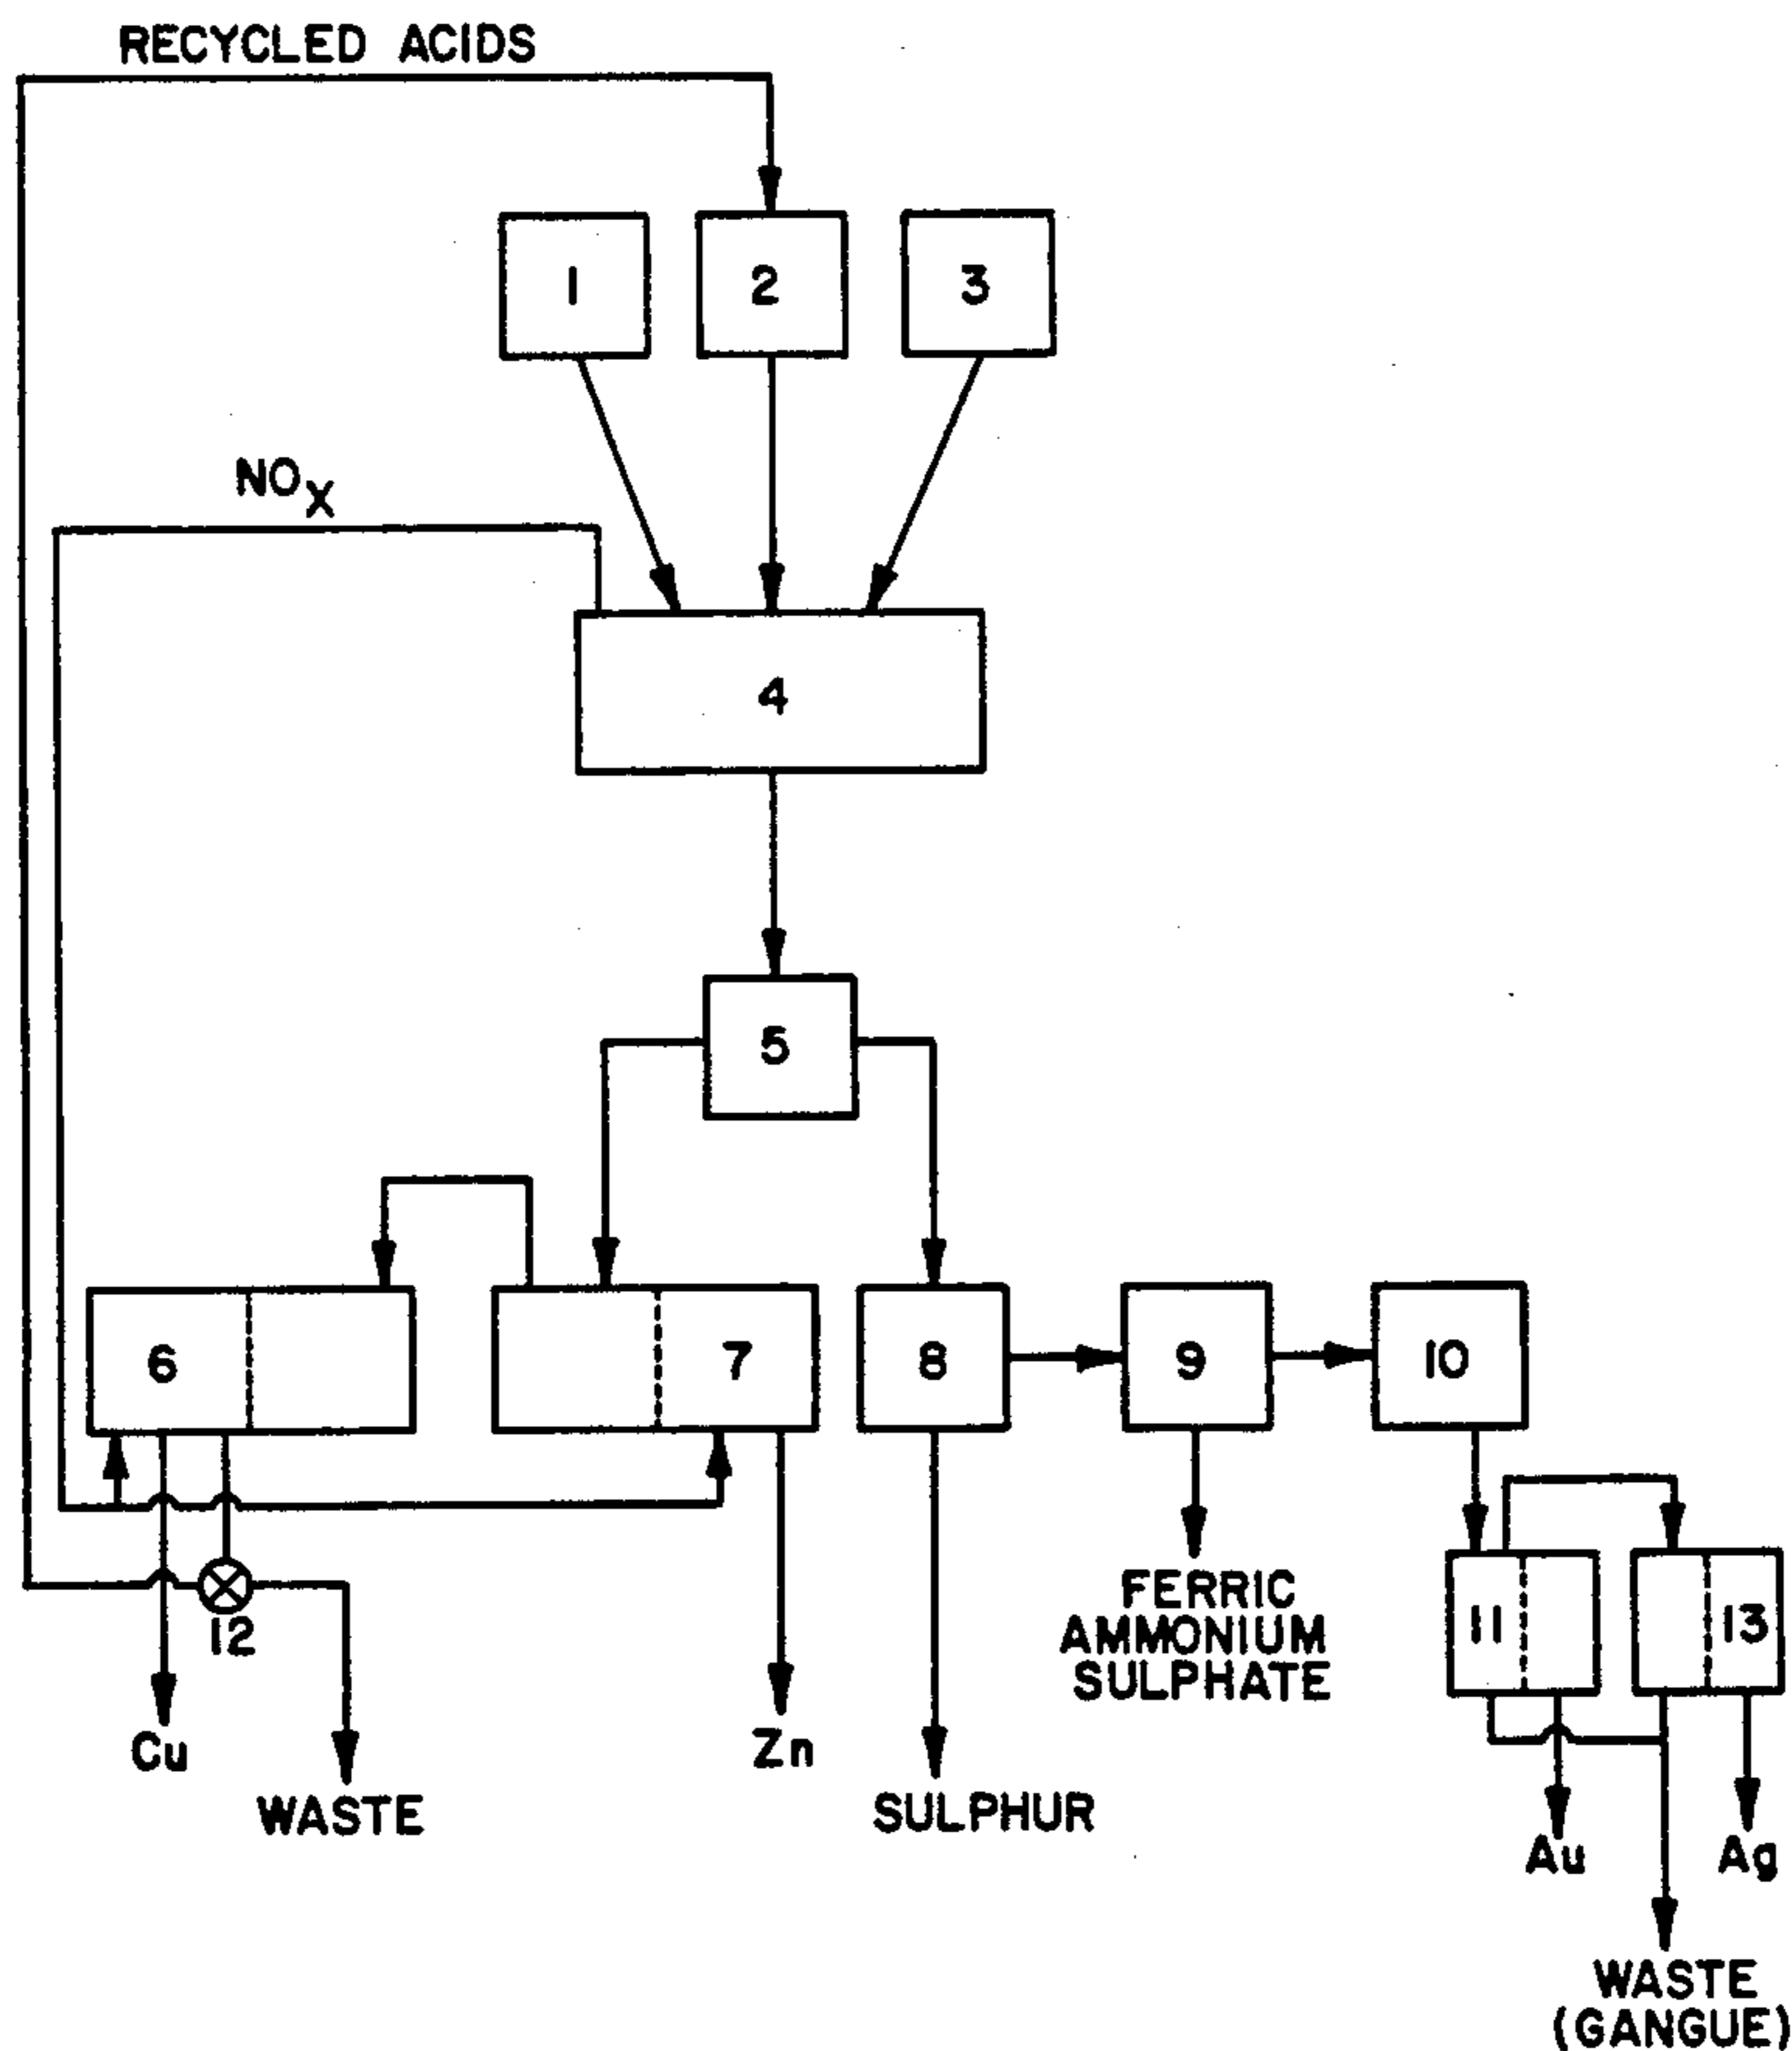 RECYCLED ACIDS
1
2
3
NOX
4
5
6
7
8
9
10
11
13
12
FERRIC
AMMONIUM
SULPHATE
Cu
Zn
WASTE
SULPHUR
Au
Ag
WASTE
(GANGUE)